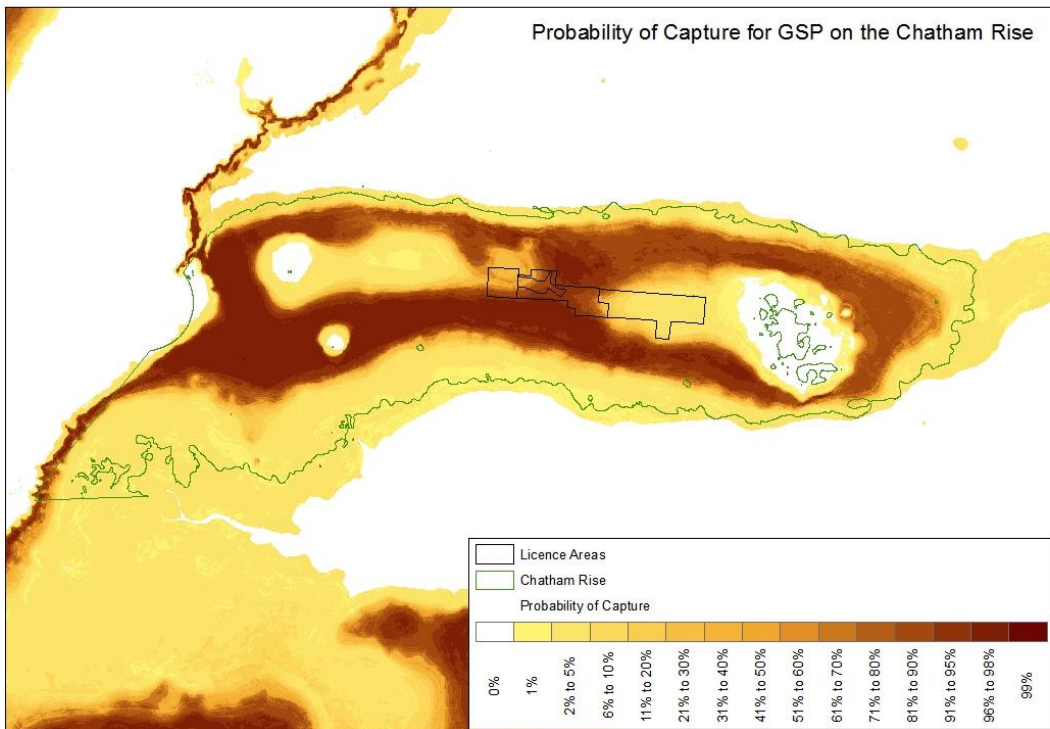 Probability of Capture for GSP on the Chatham Rise
Licence Areas
Chatham Rise
Probability of Capture
0%
1%
2% to 5%
6% to 10%
11% to 20%
21% to 30%
31% to 40%
41% to 50%
51% to 60%
61% to 70%
71% to 80%
81% to 90%
91% to 95%
96% to 98%
99%